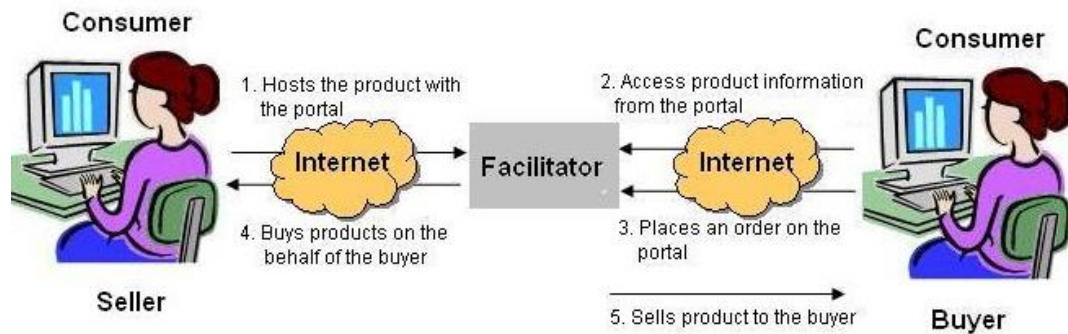 Consumer
Consumer
1. Hosts the product with
the portal
2. Access product information
from the portal
Internet
Facilitator
Internet
4. Buys products on the
behalf of the buyer
3. Places an order on the
portal
Seller
5. Sells product to the buyer
Buyer